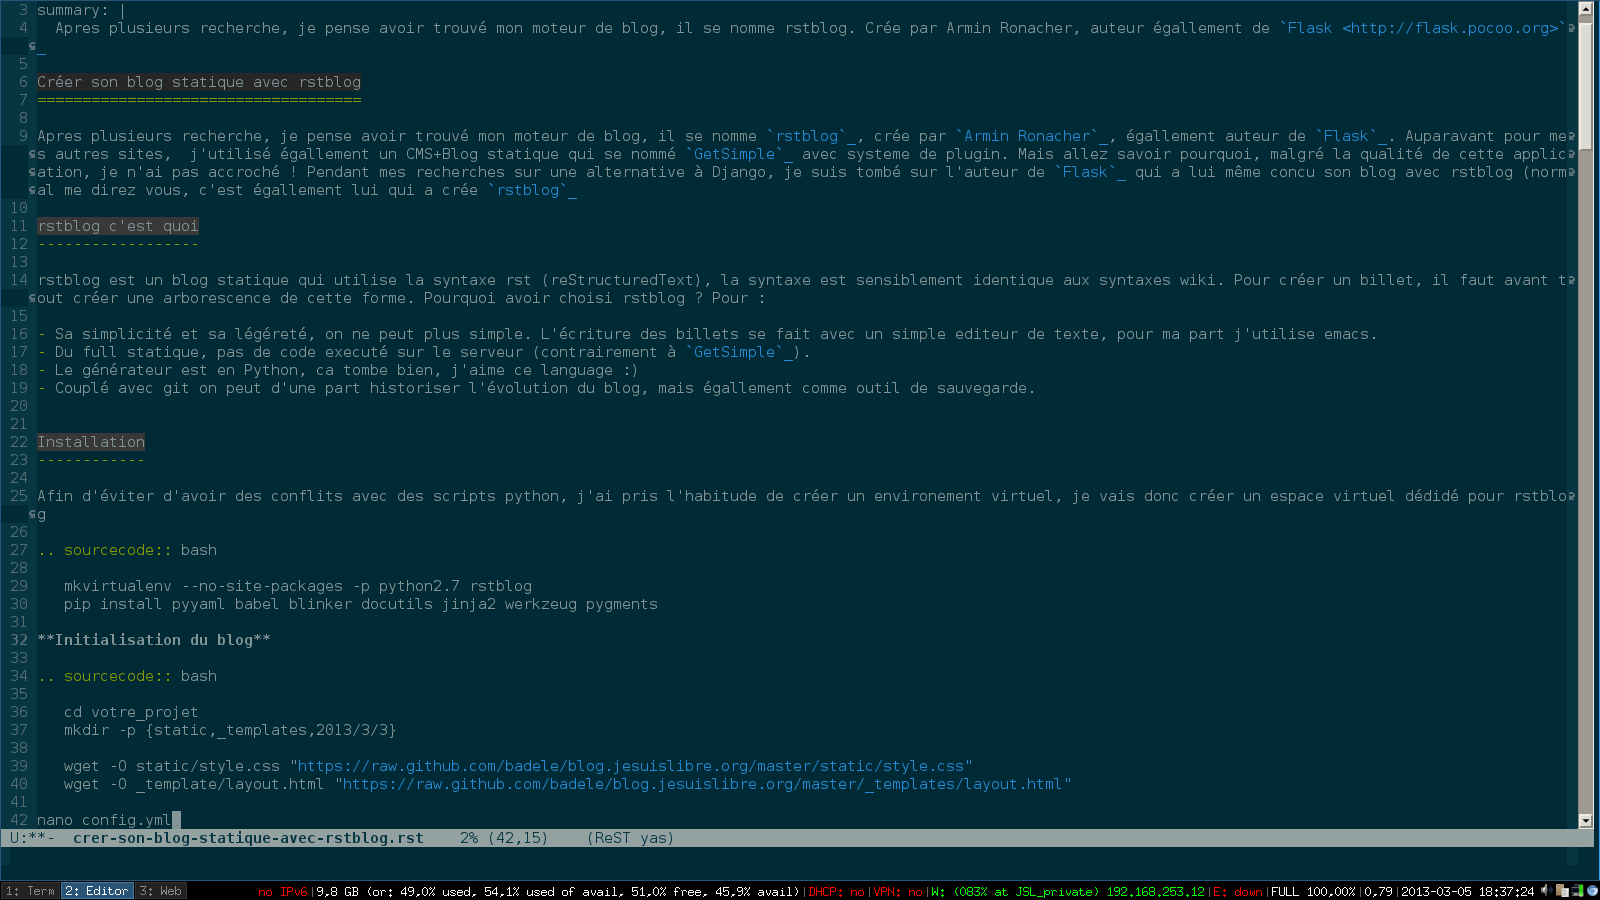 3 summary: |
4   Apres plusieurs recherche, je pense avoir trouvé mon moteur de blog, il se nomme rstblog. Crée par Armin Ronacher, auteur égallement de `Flask <http://flask.pocoo.org>`
_
5
6 Créer son blog statique avec rstblog
7 ====================================
8
9 Apres plusieurs recherche, je pense avoir trouvé mon moteur de blog, il se nomme `rstblog`_, crée par `Armin Ronacher`_, égallement auteur de `Flask`_. Auparavant pour me
s autres sites,  j'utilisé égallement un CMS+Blog statique qui se nommé `GetSimple`_ avec systeme de plugin. Mais allez savoir pourquoi, malgré la qualité de cette applic
ation, je n'ai pas accroché ! Pendant mes recherches sur une alternative à Django, je suis tombé sur l'auteur de `Flask`_ qui a lui même concu son blog avec rstblog (norm
al me direz vous, c'est égallement lui qui a crée `rstblog`_
10
11 rstblog c'est quoi
12 ------------------
13
14 rstblog est un blog statique qui utilise la syntaxe rst (reStructuredText), la syntaxe est sensiblement identique aux syntaxes wiki. Pour créer un billet, il faut avant t
out créer une arborescence de cette forme. Pourquoi avoir choisi rstblog ? Pour :
15
16 - Sa simplicité et sa légéreté, on ne peut plus simple. L'écriture des billets se fait avec un simple editeur de texte, pour ma part j'utilise emacs.
17 - Du full statique, pas de code executé sur le serveur (contrairement à `GetSimple`_).
18 - Le générateur est en Python, ca tombe bien, j'aime ce language :)
19 - Couplé avec git on peut d'une part historiser l'évolution du blog, mais égallement comme outil de sauvegarde.
20
21
22 Installation
23 ------------
24
25 Afin d'éviter d'avoir des conflits avec des scripts python, j'ai pris l'habitude de créer un environement virtuel, je vais donc créer un espace virtuel dédidé pour rstblo
g
26
27 .. sourcecode:: bash
28
29    mkvirtualenv --no-site-packages -p python2.7 rstblog
30    pip install pyyaml babel blinker docutils jinja2 werkzeug pygments
31
32 **Initialisation du blog**
33
34 .. sourcecode:: bash
35
36    cd votre_projet
37    mkdir -p {static,_templates,2013/3/3}
38
39    wget -O static/style.css "https://raw.github.com/badele/blog.jesuislibre.org/master/static/style.css"
40    wget -O _template/layout.html "https://raw.github.com/badele/blog.jesuislibre.org/master/_templates/layout.html"
41
42 nano config.yml
U:**-  crer-son-blog-statique-avec-rstblog.rst    2% (42,15)    (ReST yas)
1: Term 2: Editor 3: Web no IPv6|9,8 GB (or: 49,0% used, 54,1% used of avail, 51,0% free, 45,9% avail)|DHCP: no|VPN: no|W: (083% at JSL_private) 192.168.253.12|E: down|FULL 100,00%|0,79|2013-03-05 18:37:24